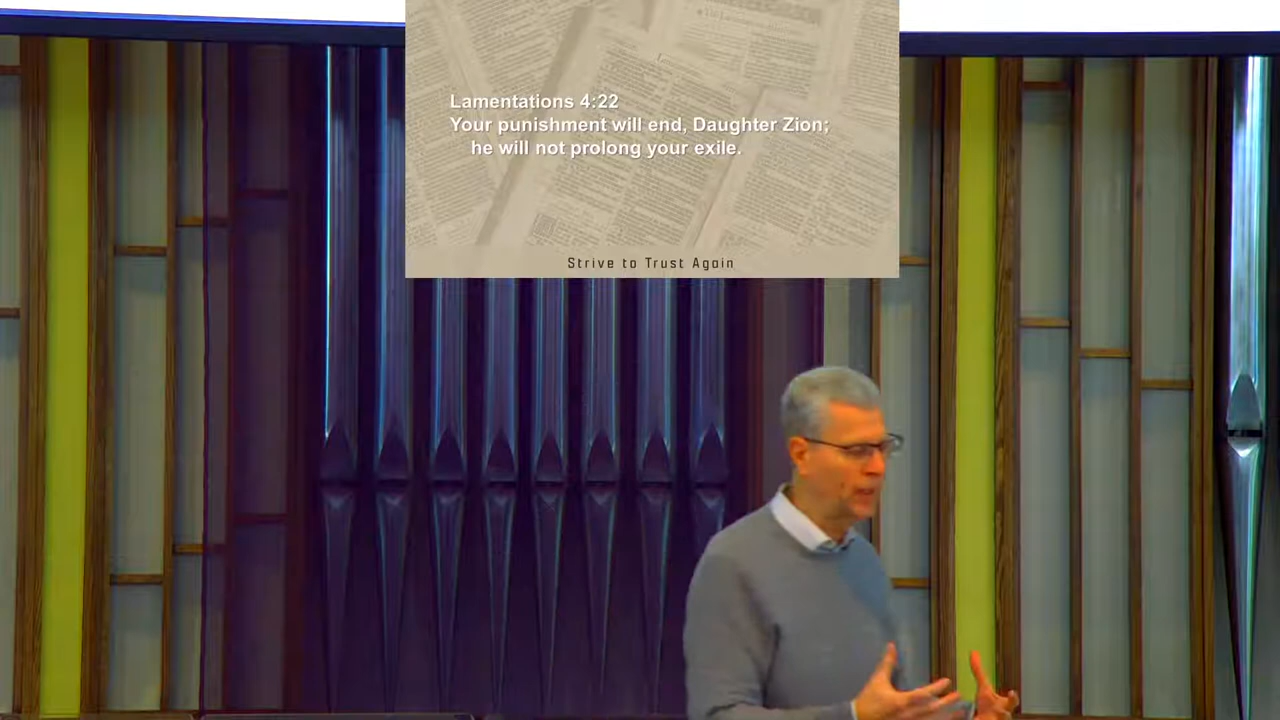 Lamentations 4:22
Your punishment will end, Daughter Zion;
he will not prolong your exile.
Strive to Trust Again